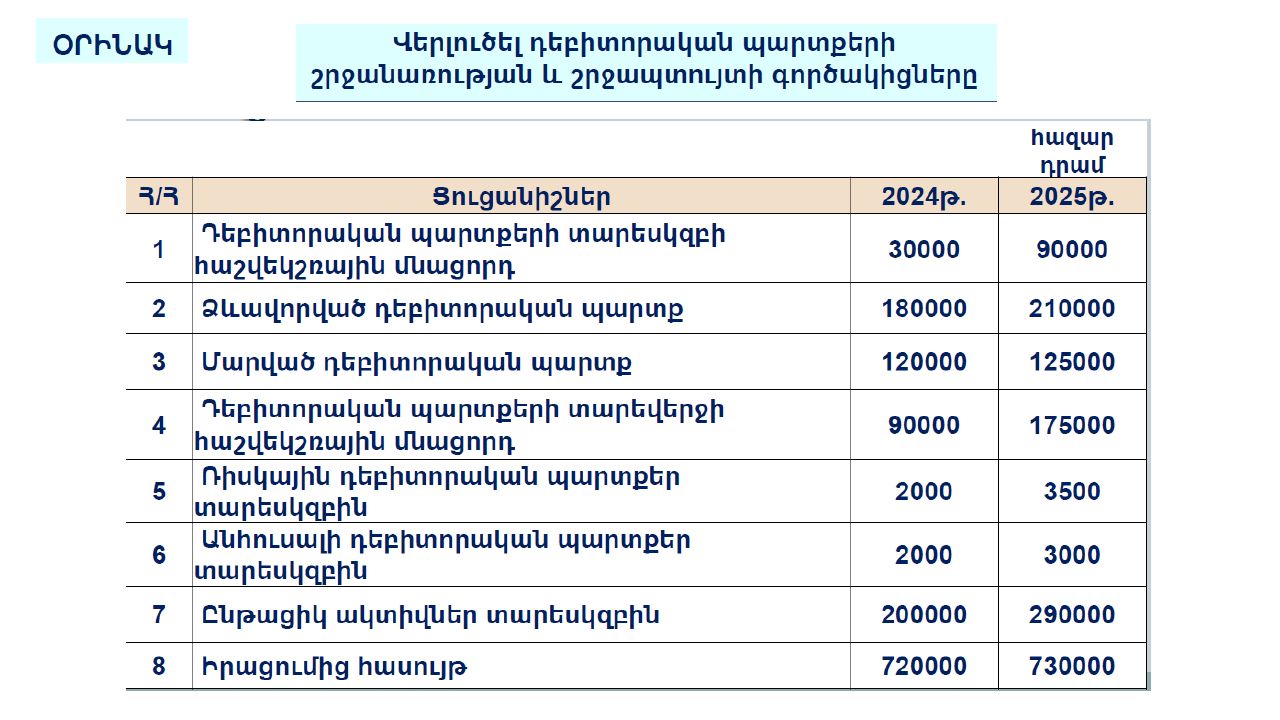 ՕՐԻՆԱԿ
Վերլուծել դեբիտորական պարտքերի
շրջանառության և շրջապտույտի գործակիցները
հազար
դրամ
Հ/Հ Ցուցանիշներ 2024թ. 2025թ.
1 Դեբիտորական պարտքերի տարեսկզբի
հաշվեկշռային մնացորդ 30000 90000
2 Ձևավորված դեբիտորական պարտք 180000 210000
3 Մարված դեբիտորական պարտք 120000 125000
4 Դեբիտորական պարտքերի տարեվերջի
հաշվեկշռային մնացորդ 90000 175000
5 Ռիսկային դեբիտորական պարտքեր
տարեսկզբին 2000 3500
6 Անհուսալի դեբիտորական պարտքեր
տարեսկզբին 2000 3000
7 Ընթացիկ ակտիվներ տարեսկզբին 200000 290000
8 Իրացումից հասույթ 720000 730000